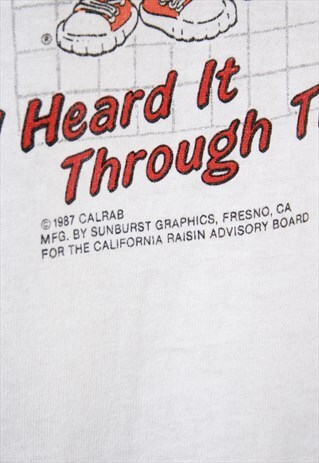 ®
Heard It
Through T
© 1987 CALRAB
MFG. BY SUNBURST GRAPHICS, FRESNO, CA
FOR THE CALIFORNIA RAISIN ADVISORY BOARD